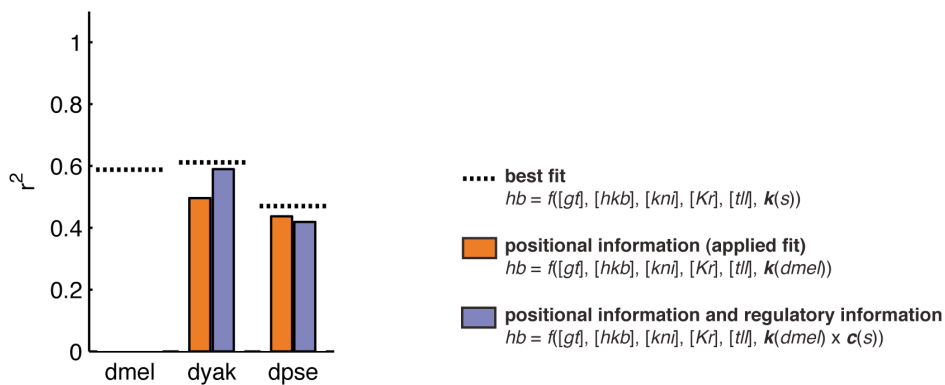 1
0.8
0.6
0.4
0.2
0
r²
dmel dyak dpse
best fit
hb = f([gt], [hkb], [kni], [Kr], [tll], k(s))
positional information (applied fit)
hb = f([gt], [hkb], [kni], [Kr], [tll], k(dmel))
positional information and regulatory information
hb = f([gt], [hkb], [kni], [Kr], [tll], k(dmel) x c(s))